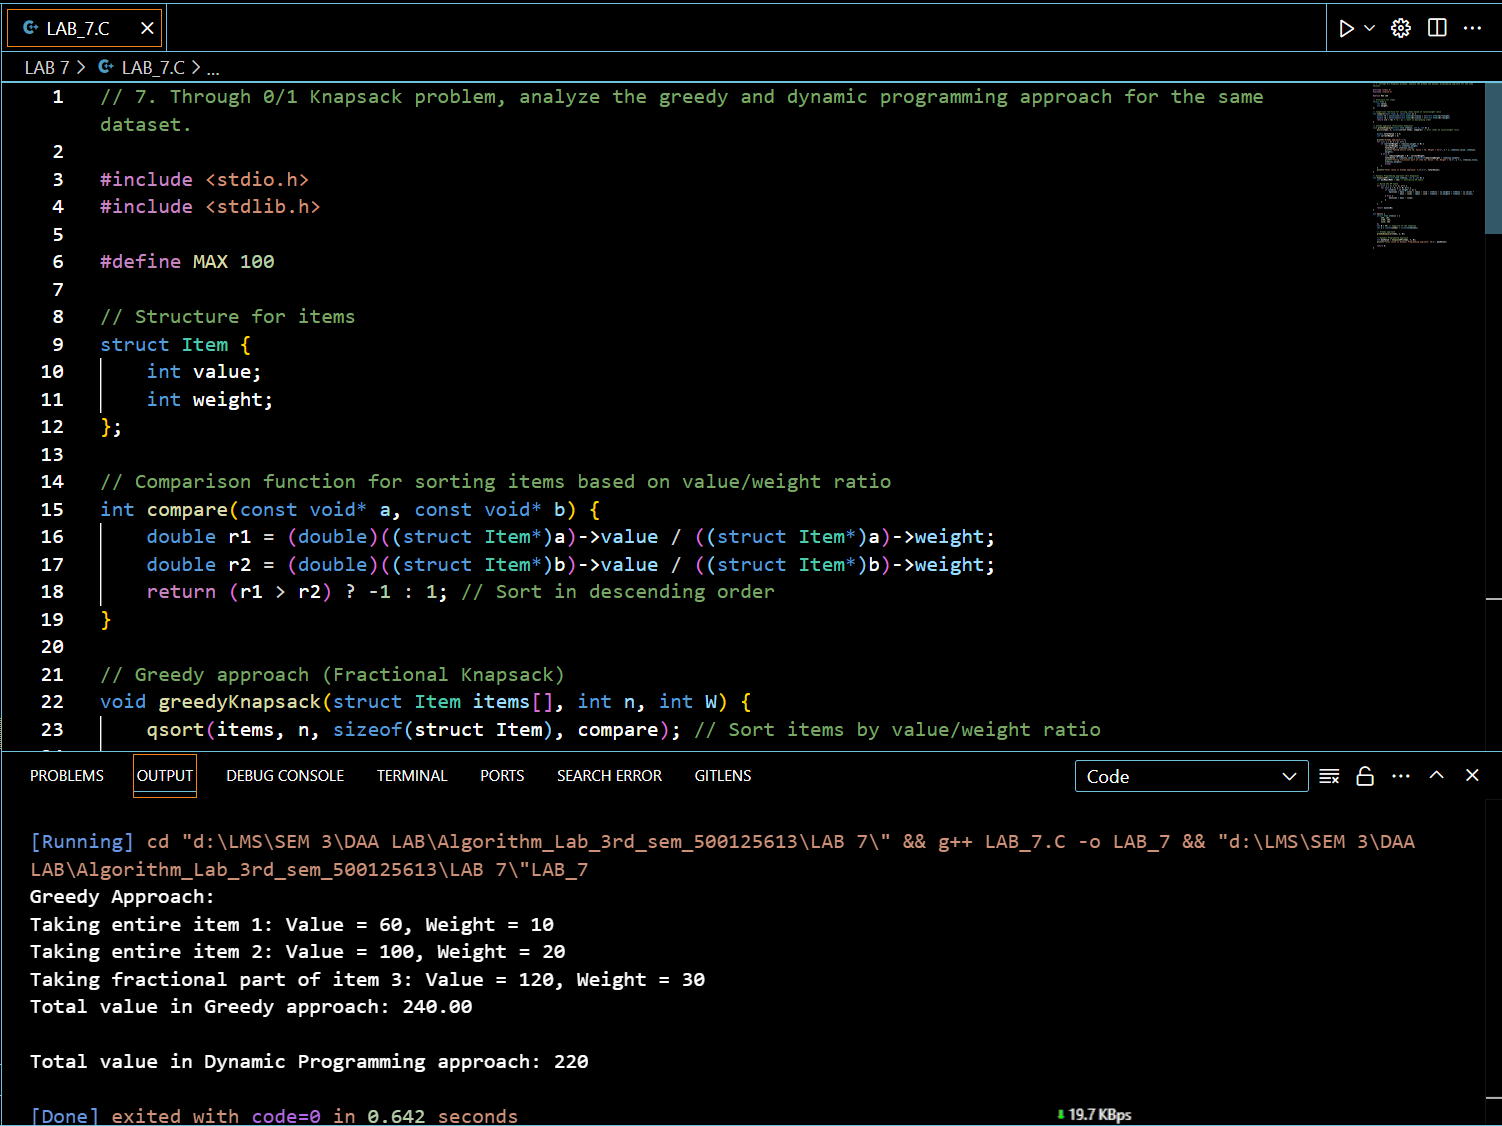 LAB_7.C
LAB 7 > LAB_7.C > ...
1 // 7. Through 0/1 Knapsack problem, analyze the greedy and dynamic programming approach for the same
dataset.
2
3 #include <stdio.h>
4 #include <stdlib.h>
5
6 #define MAX 100
7
8 // Structure for items
9 struct Item {
10 int value;
11 int weight;
12 };
13
14 // Comparison function for sorting items based on value/weight ratio
15 int compare(const void* a, const void* b) {
16 double r1 = (double)((struct Item*)a)->value / ((struct Item*)a)->weight;
17 double r2 = (double)((struct Item*)b)->value / ((struct Item*)b)->weight;
18 return (r1 > r2) ? -1 : 1; // Sort in descending order
19 }
20
21 // Greedy approach (Fractional Knapsack)
22 void greedyKnapsack(struct Item items[], int n, int W) {
23 qsort(items, n, sizeof(struct Item), compare); // Sort items by value/weight ratio
PROBLEMS OUTPUT DEBUG CONSOLE TERMINAL PORTS SEARCH ERROR GITLENS Code
[Running] cd "d:\LMS\SEM 3\DAA LAB\Algorithm_Lab_3rd_sem_500125613\LAB 7\" && g++ LAB_7.C -o LAB_7 && "d:\LMS\SEM 3\DAA
LAB\Algorithm_Lab_3rd_sem_500125613\LAB 7\"LAB_7
Greedy Approach:
Taking entire item 1: Value = 60, Weight = 10
Taking entire item 2: Value = 100, Weight = 20
Taking fractional part of item 3: Value = 120, Weight = 30
Total value in Greedy approach: 240.00
Total value in Dynamic Programming approach: 220
[Done] exited with code=0 in 0.642 seconds
19.7 KBps